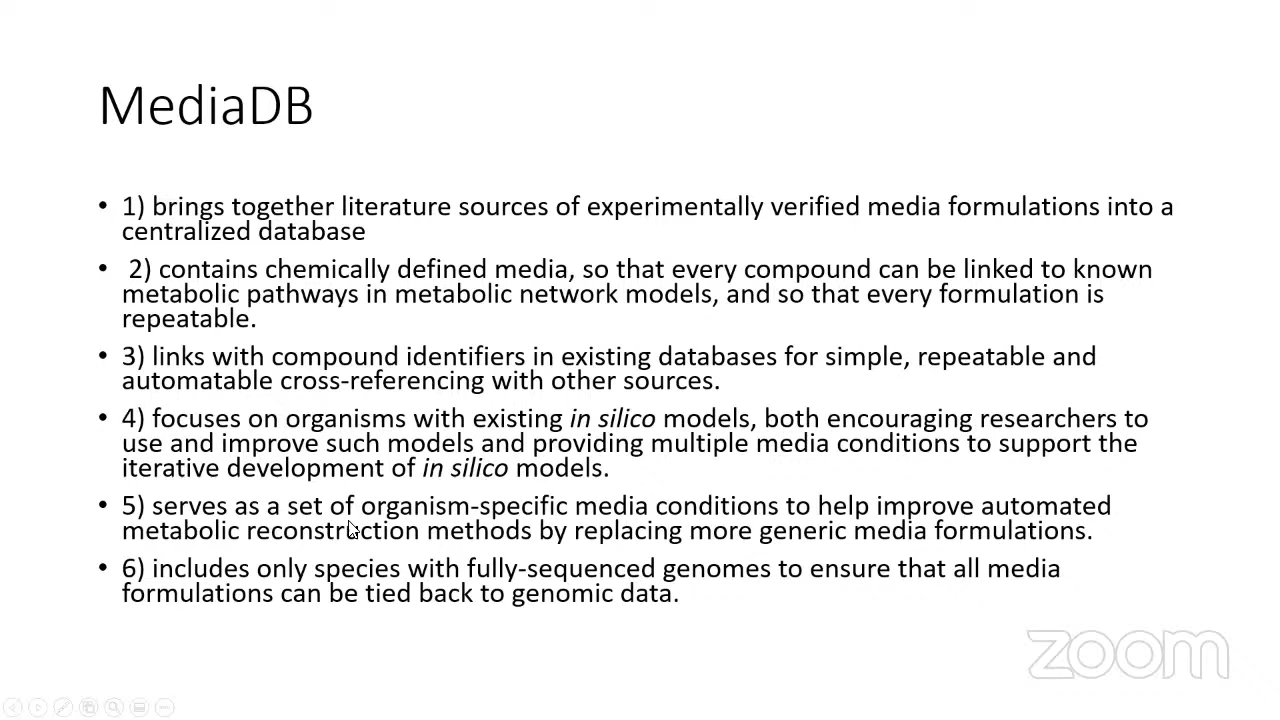 MediaDB
• 1) brings together literature sources of experimentally verified media formulations into a
centralized database
• 2) contains chemically defined media, so that every compound can be linked to known
metabolic pathways in metabolic network models, and so that every formulation is
repeatable.
• 3) links with compound identifiers in existing databases for simple, repeatable and
automatable cross-referencing with other sources.
• 4) focuses on organisms with existing in silico models, both encouraging researchers to
use and improve such models and providing multiple media conditions to support the
iterative development of in silico models.
• 5) serves as a set of organism-specific media conditions to help improve automated
metabolic reconstruction methods by replacing more generic media formulations.
• 6) includes only species with fully-sequenced genomes to ensure that all media
formulations can be tied back to genomic data.
zoom